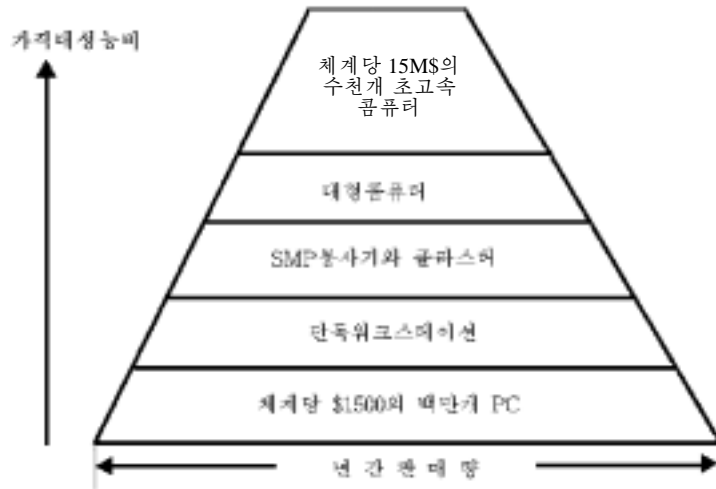 가격대성능비
체계당 15M$의
수천개 초고속
콤퓨터
대형콤퓨터
SMP봉사기와 클라스터
단독워크스테이션
체계당 $1500의 백만개 PC
년 간 판 매 량